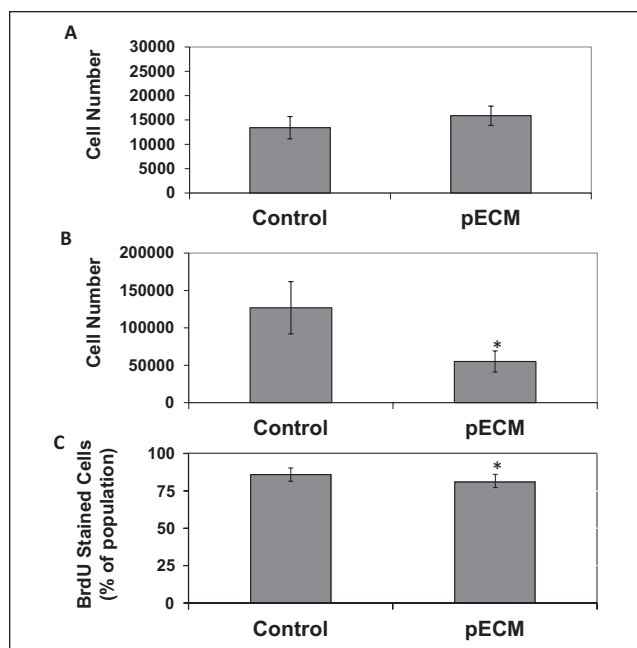 A
30000
25000
20000
15000
10000
5000
0
Cell Number
Control pECM
B
200000
150000
100000
50000
0
Cell Number
*
Control pECM
C
100
75
50
25
0
BrdU Stained Cells
(% of population)
*
Control pECM